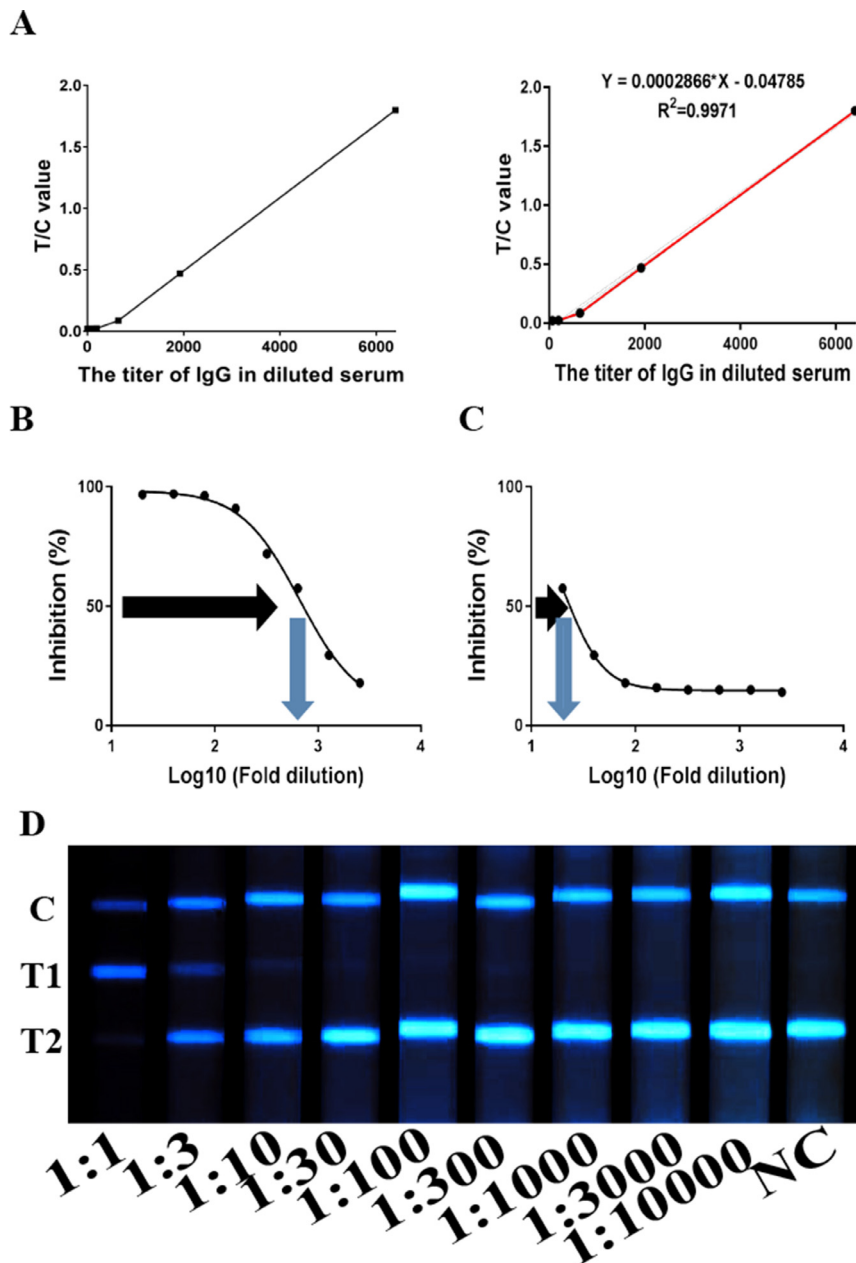 A
2.0
1.5
1.0
0.5
0.0
0
2000
4000
6000
T/C value
The titer of IgG in diluted serum
Y = 0.0002866*X - 0.04785
R²=0.9971
2.0
1.5
1.0
0.5
0.0
0
2000
4000
6000
T/C value
The titer of IgG in diluted serum
B
100
50
0
1
2
3
4
Inhibition (%)
Log10 (Fold dilution)
C
100
50
0
1
2
3
4
Inhibition (%)
Log10 (Fold dilution)
D
C
T1
T2
1:1
1:3
1:10
1:30
1:100
1:300
1:1000
1:3000
1:10000
NC